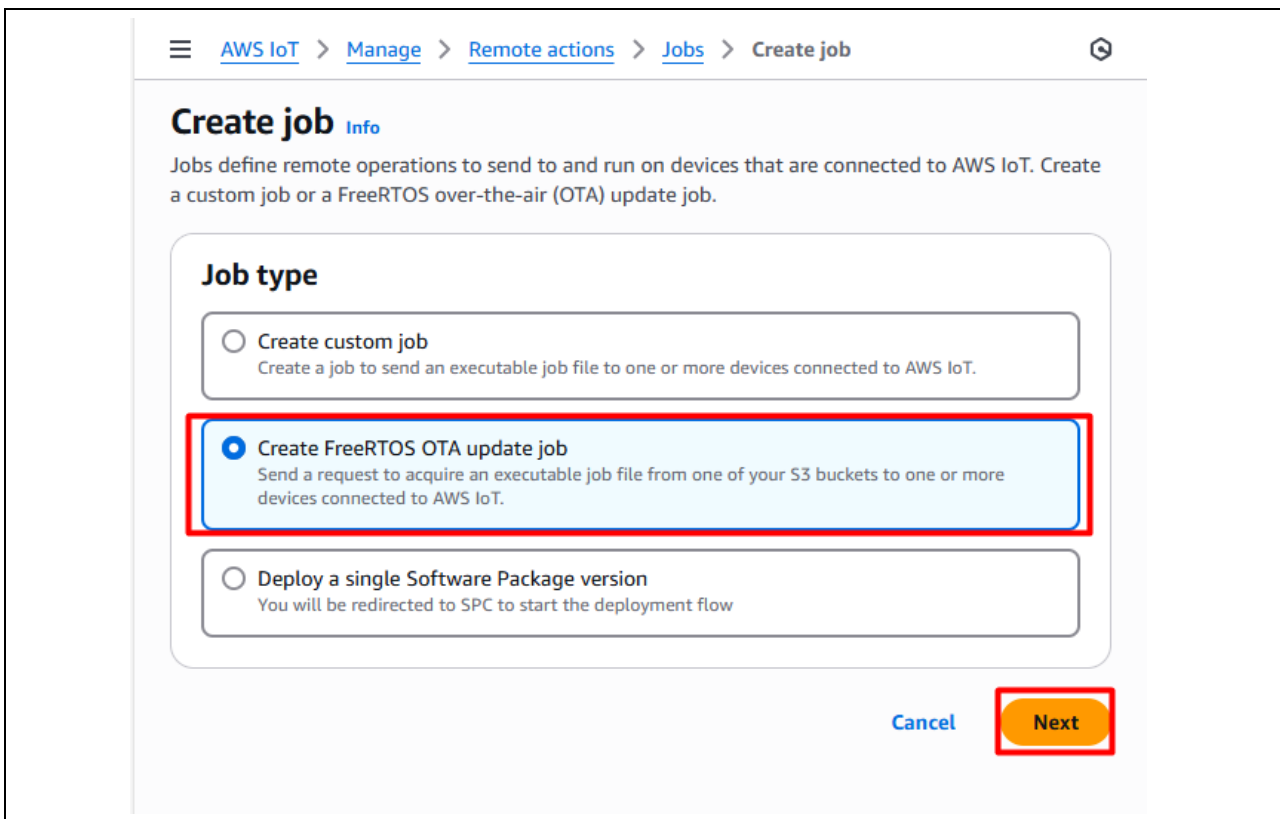 AWS IoT > Manage > Remote actions > Jobs > Create job
Create job Info
Jobs define remote operations to send to and run on devices that are connected to AWS IoT. Create
a custom job or a FreeRTOS over-the-air (OTA) update job.
Job type
Create custom job
Create a job to send an executable job file to one or more devices connected to AWS IoT.
Create FreeRTOS OTA update job
Send a request to acquire an executable job file from one of your S3 buckets to one or more
devices connected to AWS IoT.
Deploy a single Software Package version
You will be redirected to SPC to start the deployment flow
Cancel Next